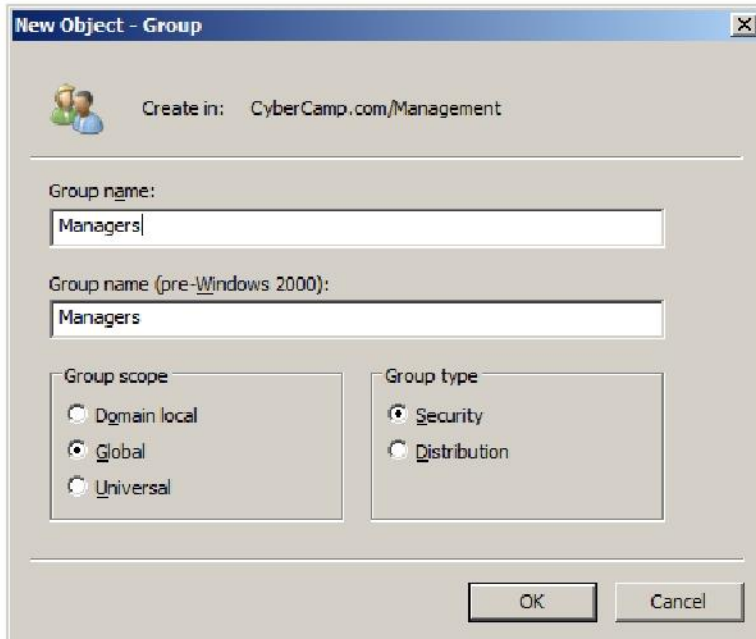 New Object - Group
Create in: CyberCamp.com/Management
Group name:
Managers
Group name (pre-Windows 2000):
Managers
Group scope
Domain local
Global
Universal
Group type
Security
Distribution
OK
Cancel